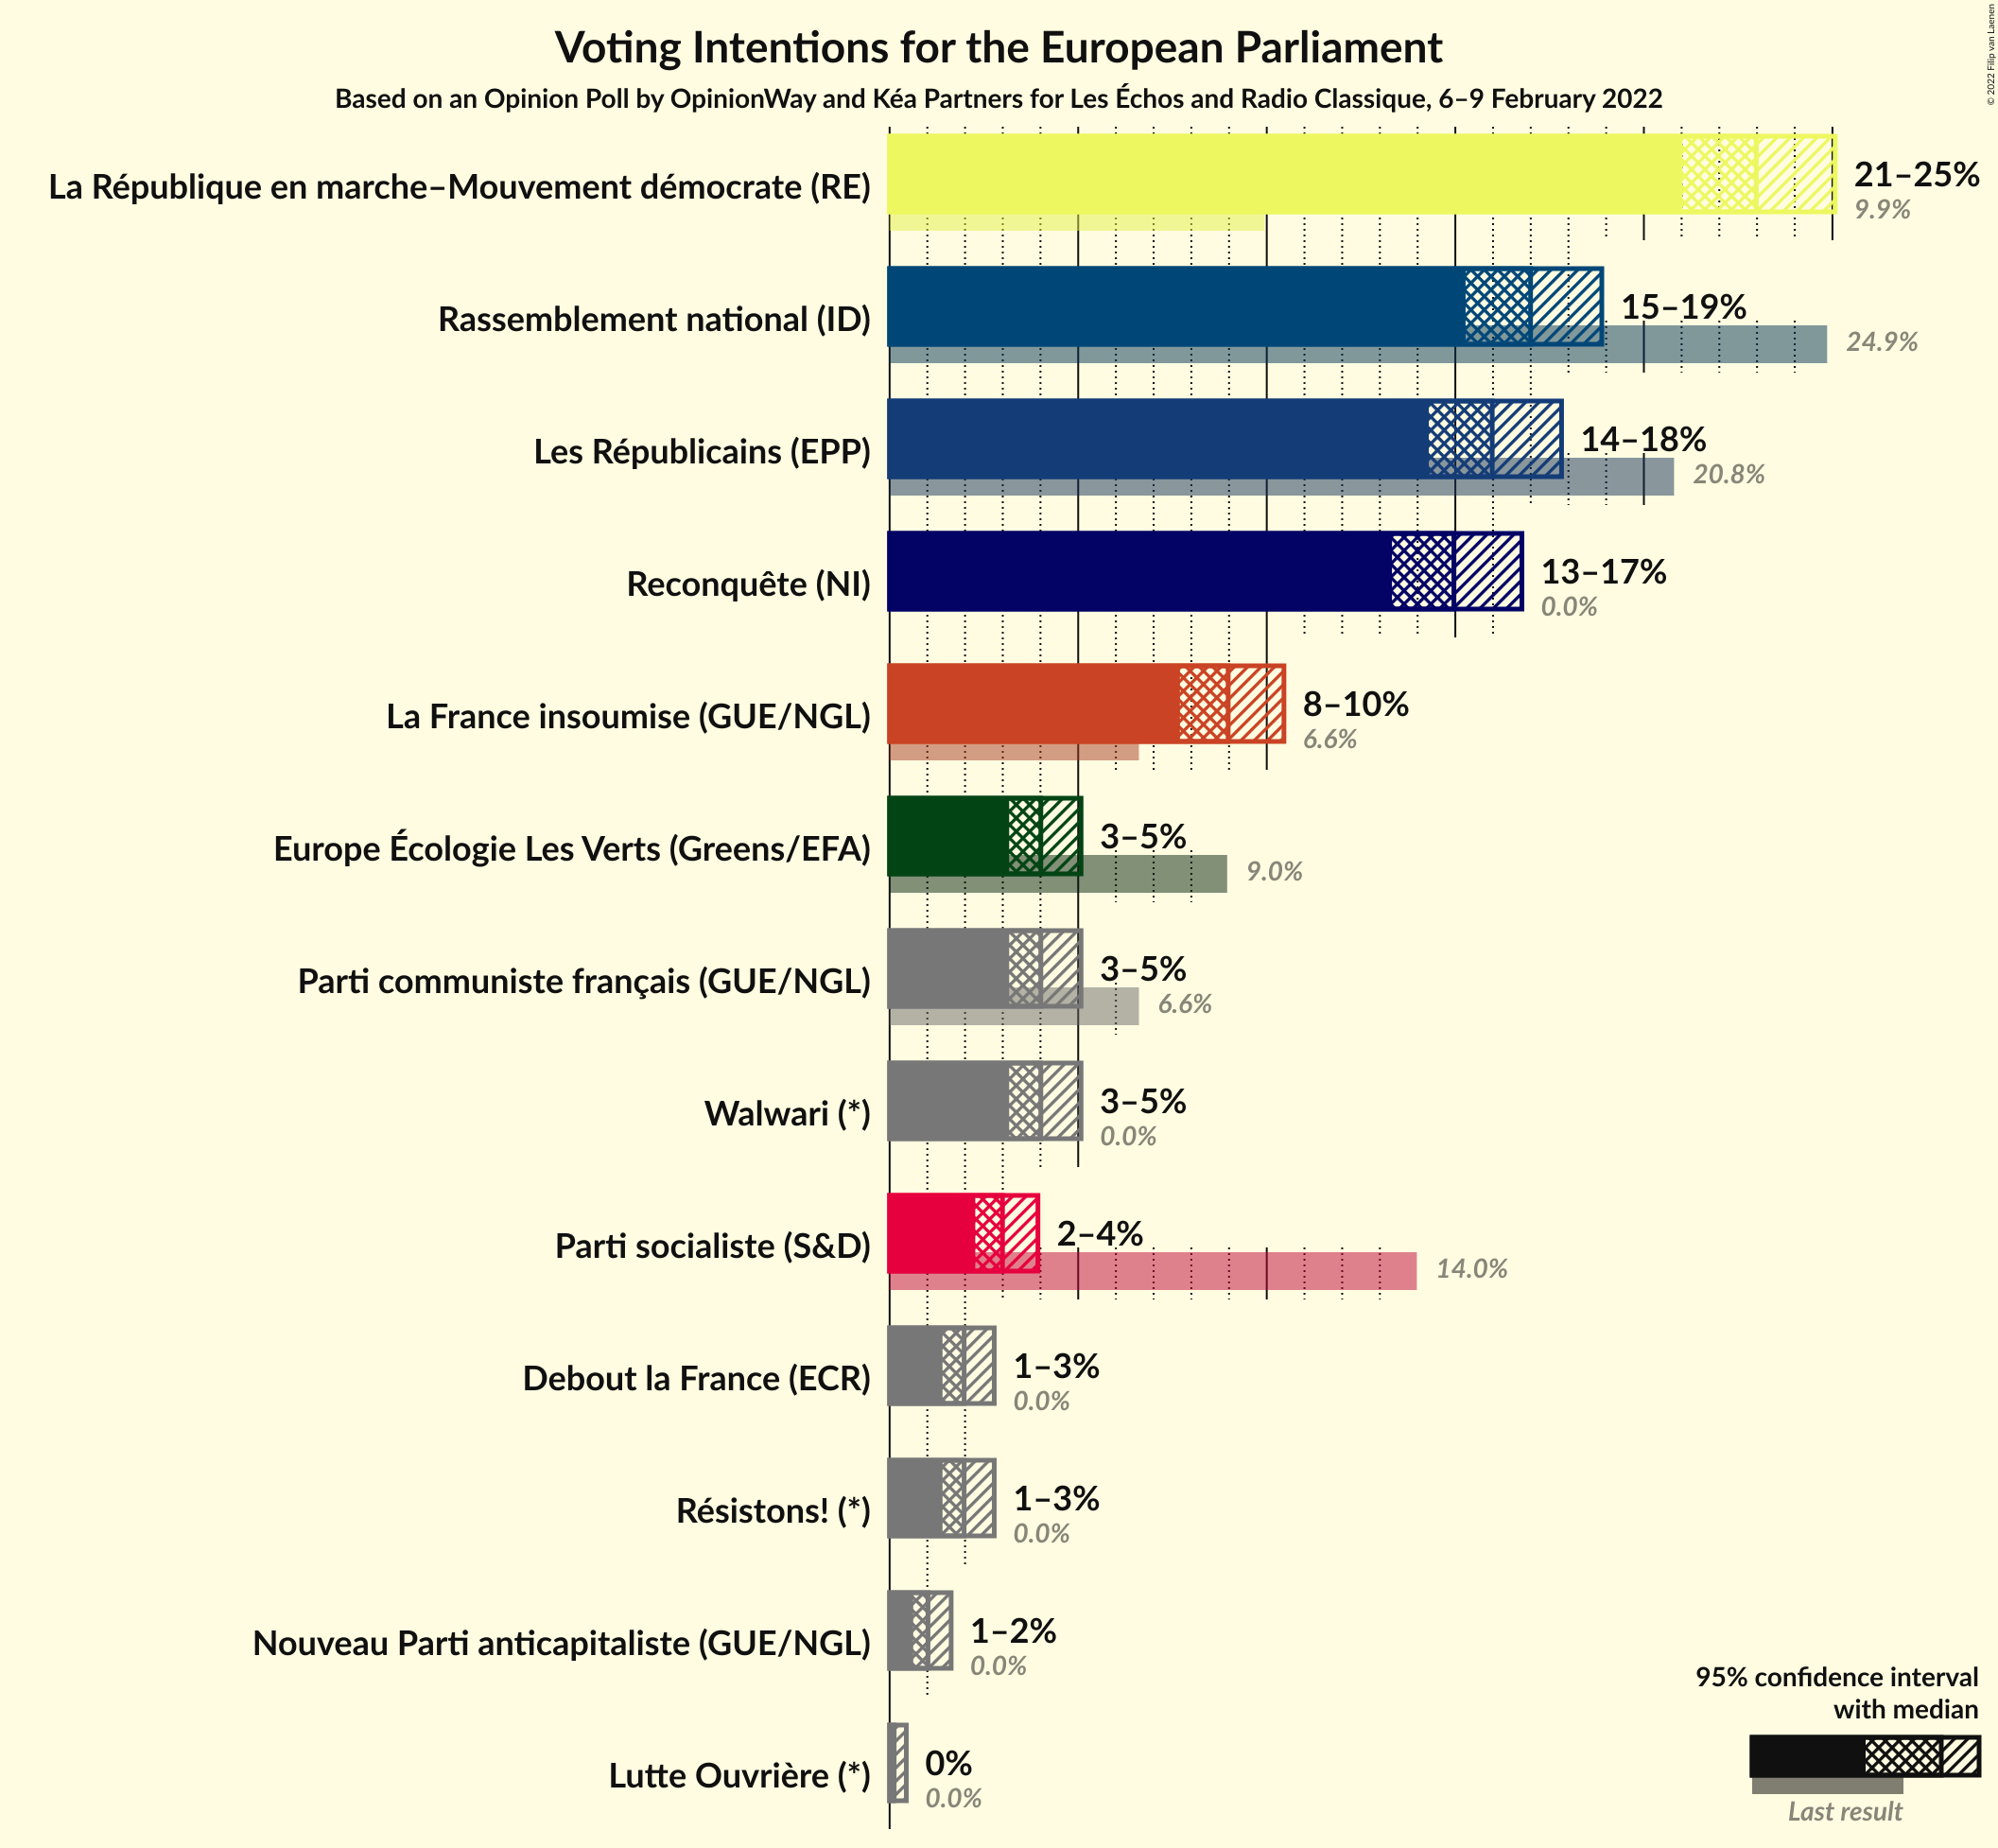 Voting Intentions for the European Parliament
Based on an Opinion Poll by OpinionWay and Kéa Partners for Les Échos and Radio Classique, 6–9 February 2022
© 2022 Filip van Laenen
La République en marche–Mouvement démocrate (RE)
21–25%
9.9%
Rassemblement national (ID)
15–19%
24.9%
Les Républicains (EPP)
14–18%
20.8%
Reconquête (NI)
13–17%
0.0%
La France insoumise (GUE/NGL)
8–10%
6.6%
Europe Écologie Les Verts (Greens/EFA)
3–5%
9.0%
Parti communiste français (GUE/NGL)
3–5%
6.6%
Walwari (*)
3–5%
0.0%
Parti socialiste (S&D)
2–4%
14.0%
Debout la France (ECR)
1–3%
0.0%
Résistons! (*)
1–3%
0.0%
Nouveau Parti anticapitaliste (GUE/NGL)
1–2%
0.0%
Lutte Ouvrière (*)
0%
0.0%
95% confidence interval
with median
Last result